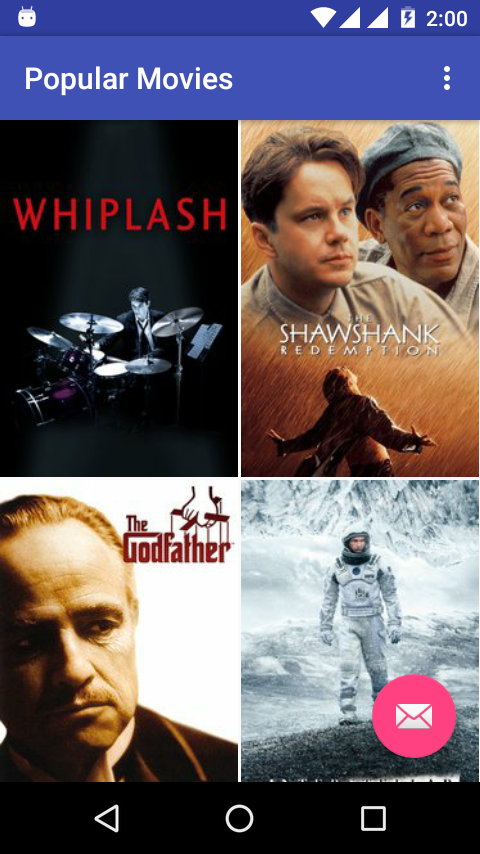 2:00
Popular Movies
WHIPLASH
THE
SHAWSHANK
REDEMPTION
The
Godfather